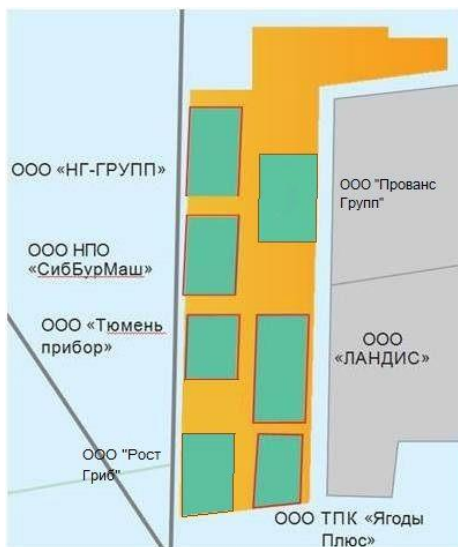 ООО «НГ-ГРУПП»
ООО "Прованс
Групп"
ООО НПО
«СибБурМаш»
ООО «Тюмень
прибор»
ООО
«ЛАНДИС»
ООО "Рост
Гриб"
ООО ТПК «Ягоды
Плюс»